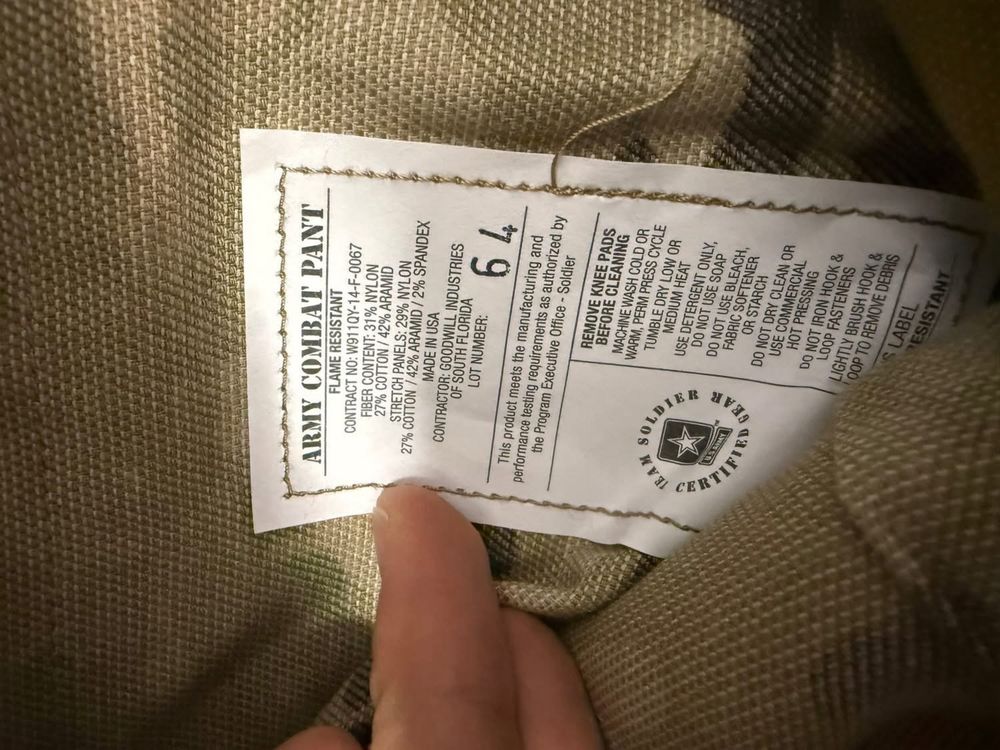 ARMY COMBAT PANT
FLAME RESISTANT
CONTRACT NO: W911QY-14-F-0067
FIBER CONTENT: 31% NYLON
27% COTTON / 42% ARAMID
STRETCH PANELS: 29% NYLON
27% COTTON / 42% ARAMID / 2% SPANDEX
MADE IN USA
CONTRACTOR: GOODWILL INDUSTRIES
OF SOUTH FLORIDA
LOT NUMBER: 64
This product meets the manufacturing and
performance testing requirements as authorized by
the Program Executive Office - Soldier
TEAM SOLDIER
U.S. ARMY
CERTIFIED GEAR
REMOVE KNEE PADS
BEFORE CLEANING
MACHINE WASH COLD OR
WARM, PERM PRESS CYCLE
TUMBLE DRY LOW OR
MEDIUM HEAT
USE DETERGENT ONLY,
DO NOT USE SOAP
DO NOT USE BLEACH,
FABRIC SOFTENER
OR STARCH
DO NOT DRY CLEAN OR
USE COMMERCIAL
HOT PRESSING
DO NOT IRON HOOK &
LOOP FASTENERS
LIGHTLY BRUSH HOOK &
OOP TO REMOVE DEBRIS
S LABEL
ESISTANT